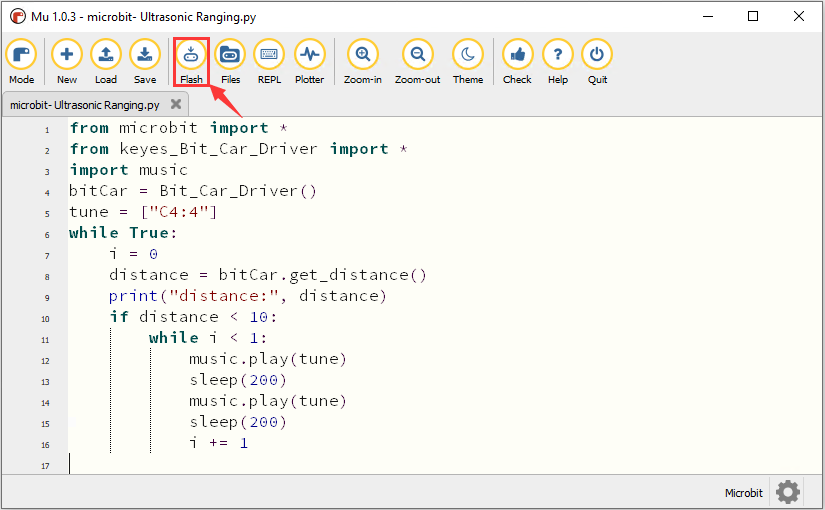 Mu 1.0.3 - microbit- Ultrasonic Ranging.py
Mode New Load Save Flash Files REPL Plotter Zoom-in Zoom-out Theme Check Help Quit
microbit- Ultrasonic Ranging.py
1 from microbit import *
2 from keyes_Bit_Car_Driver import *
3 import music
4 bitCar = Bit_Car_Driver()
5 tune = ["C4:4"]
6 while True:
7     i = 0
8     distance = bitCar.get_distance()
9     print("distance:", distance)
10     if distance < 10:
11         while i < 1:
12             music.play(tune)
13             sleep(200)
14             music.play(tune)
15             sleep(200)
16             i += 1
17
Microbit